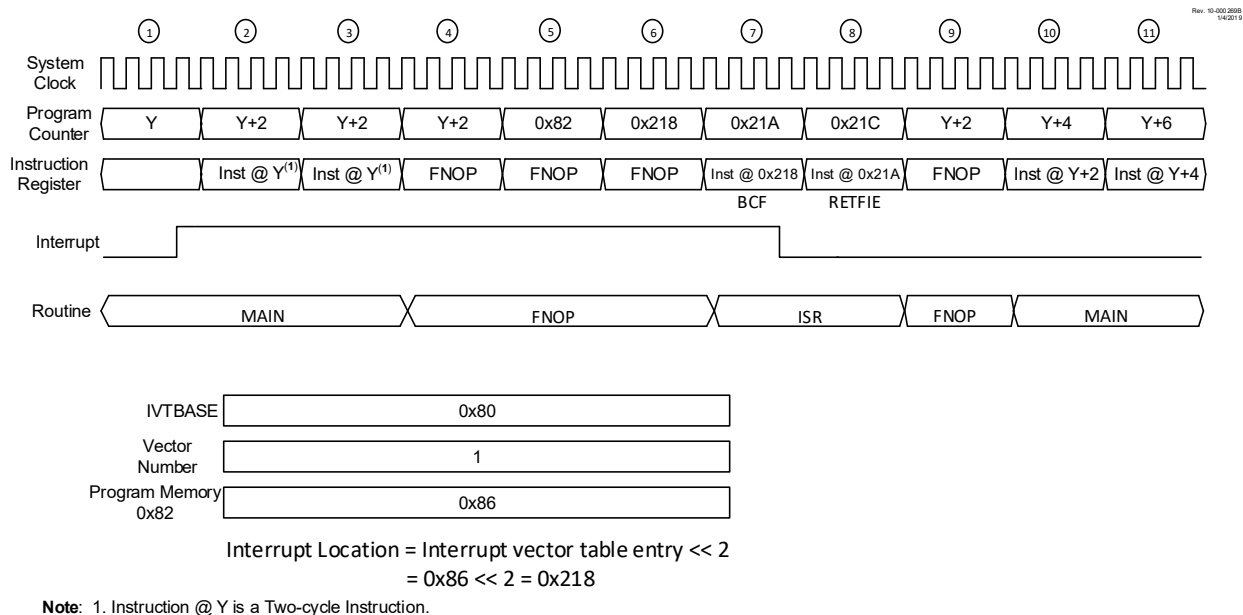 Rev. 10-000 269B
1/4/2019
1 2 3 4 5 6 7 8 9 10 11
System
Clock
Program
Counter
Y Y+2 Y+2 Y+2 0x82 0x218 0x21A 0x21C Y+2 Y+4 Y+6
Instruction
Register
Inst @ Y(1) Inst @ Y(1) FNOP FNOP FNOP Inst @ 0x218 Inst @ 0x21A FNOP Inst @ Y+2 Inst @ Y+4
BCF RETFIE
Interrupt
Routine MAIN FNOP ISR FNOP MAIN
IVTBASE 0x80
Vector
Number
1
Program Memory
0x82
0x86
Interrupt Location = Interrupt vector table entry << 2
= 0x86 << 2 = 0x218
Note: 1. Instruction @ Y is a Two-cycle Instruction.